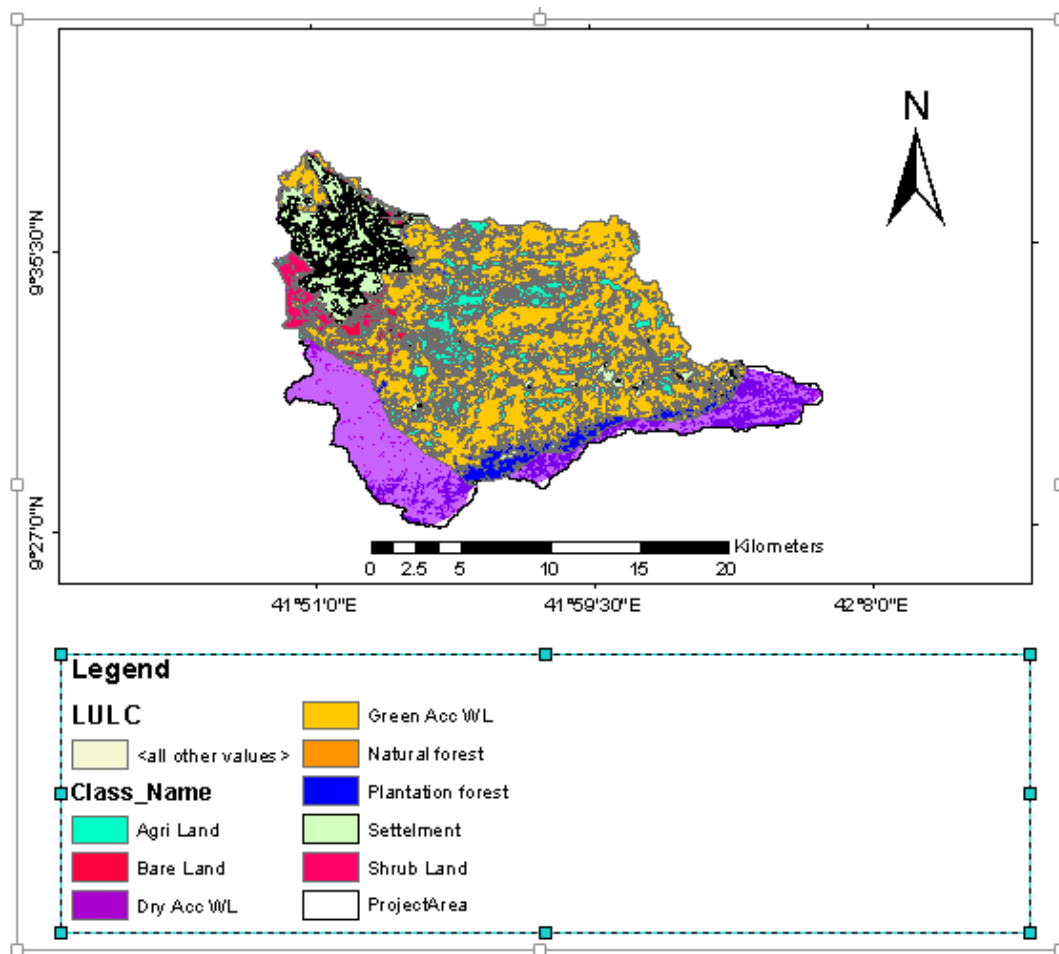 N
9°35'30"N
9°27'0"N
Kilometers
0 2.5 5 10 15 20
41°51'0"E 41°59'30"E 42°8'0"E
Legend
LULC
<all other values>
Class_Name
Agri Land
Bare Land
Dry Acc WL
Green Acc WL
Natural forest
Plantation forest
Settelment
Shrub Land
ProjectArea